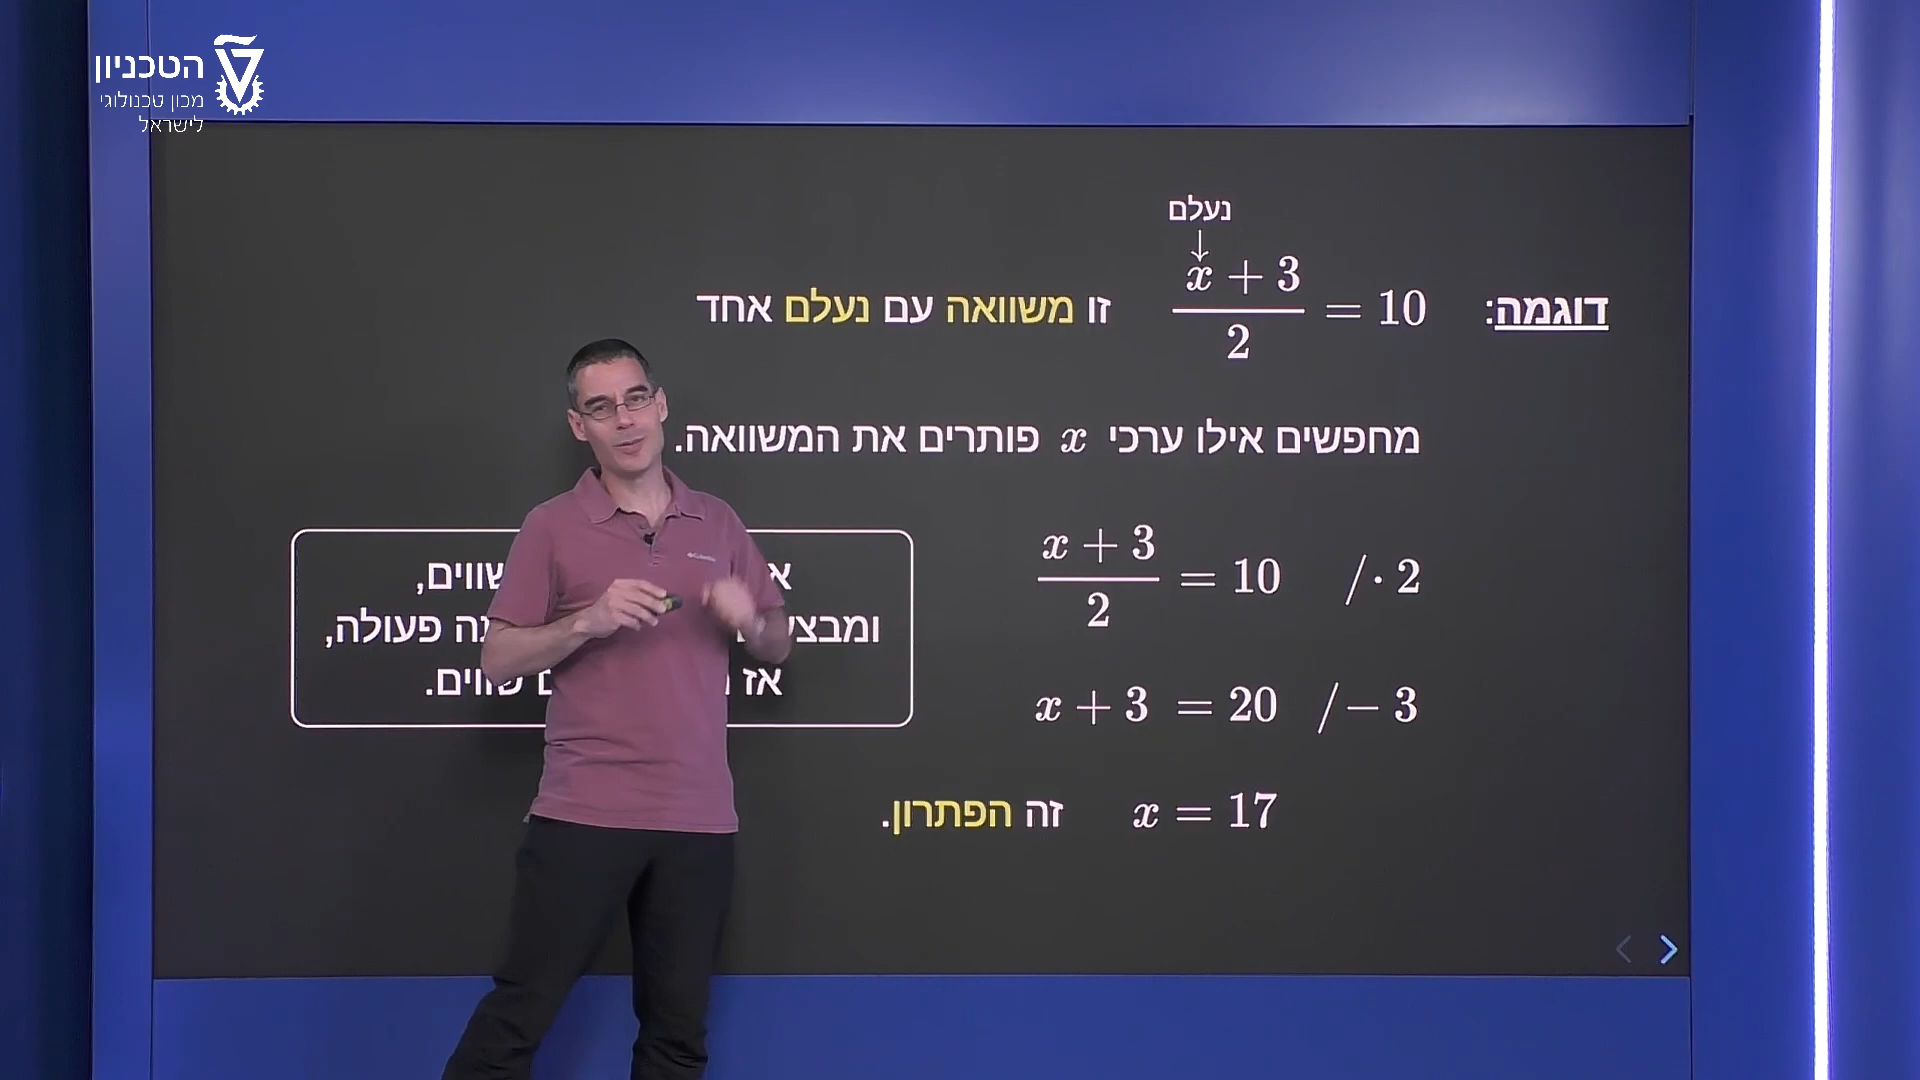 הטכניון
מכון טכנולוגי
לישראל
נעלם
↓
דוגמה: (x + 3)/2 = 10 זו משוואה עם נעלם אחד
מחפשים אילו ערכי x פותרים את המשוואה.
(x + 3)/2 = 10 /· 2
שווים,
פעולה,
שווים.
אז
x + 3 = 20 /− 3
x = 17 זה הפתרון.
Columbia